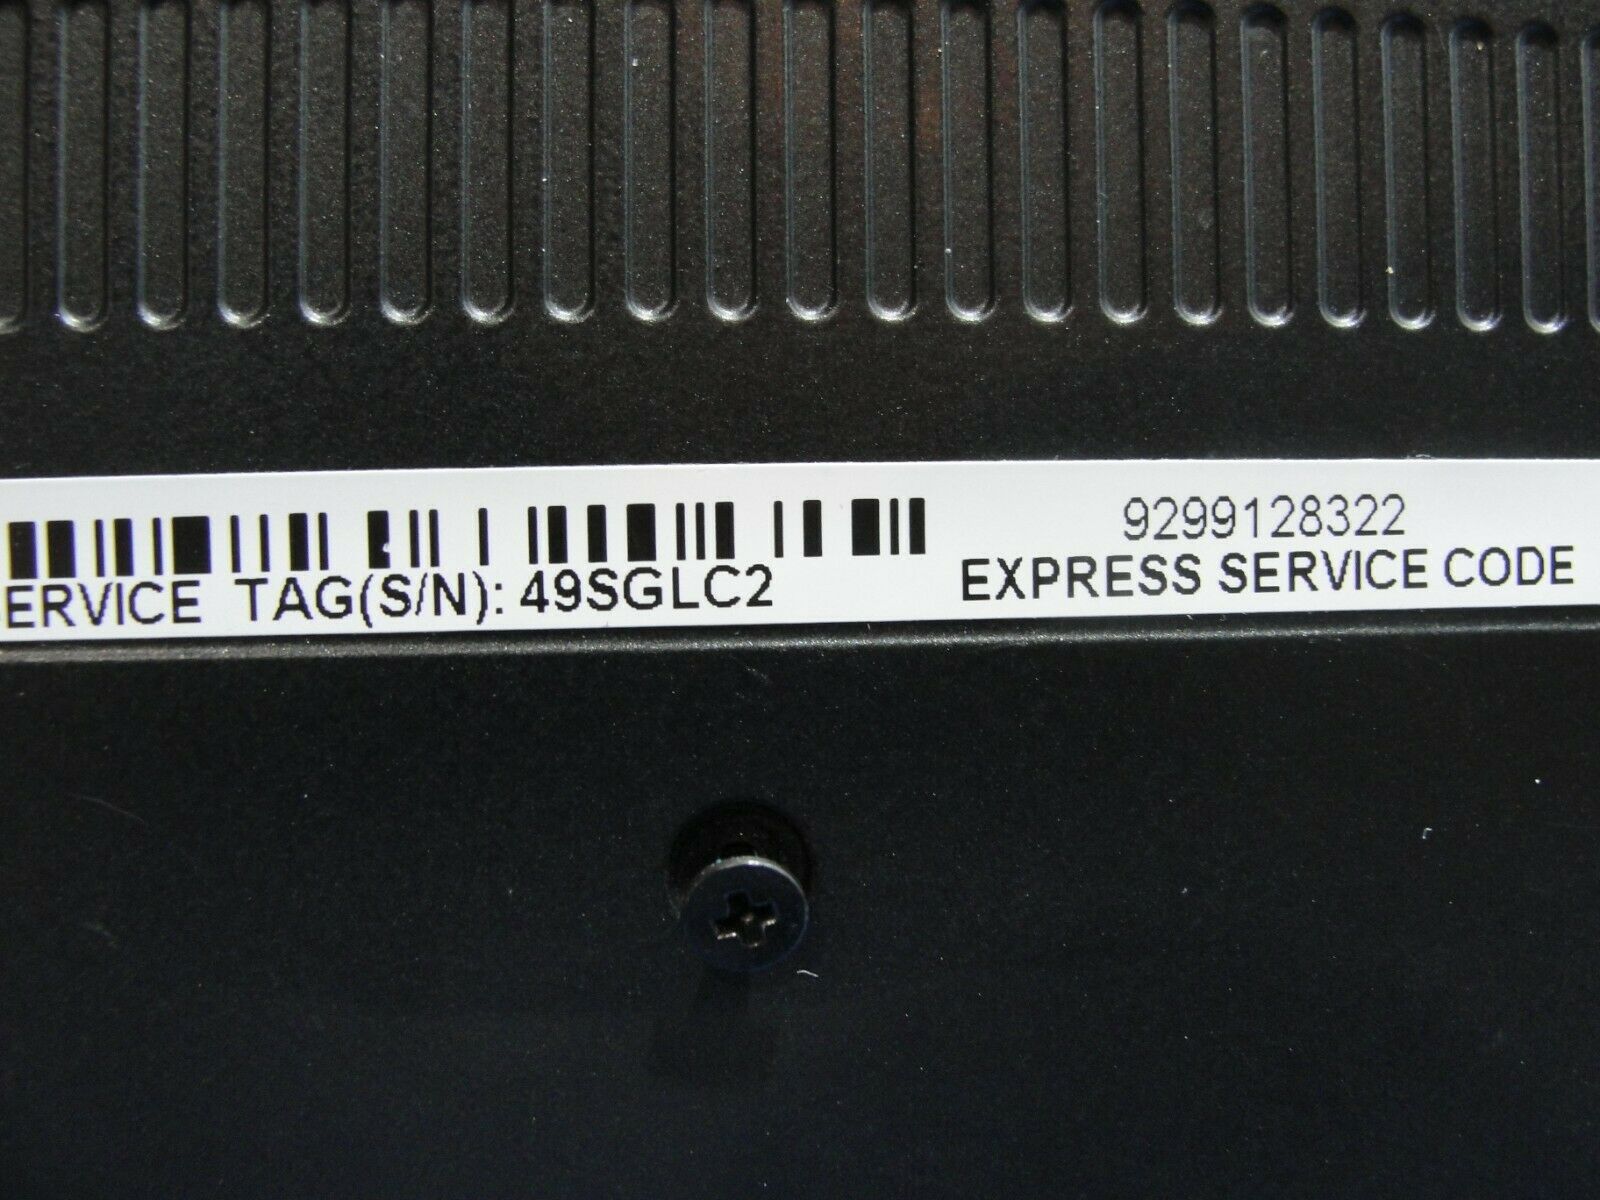 9299128322
ERVICE TAG(S/N): 49SGLC2
EXPRESS SERVICE CODE